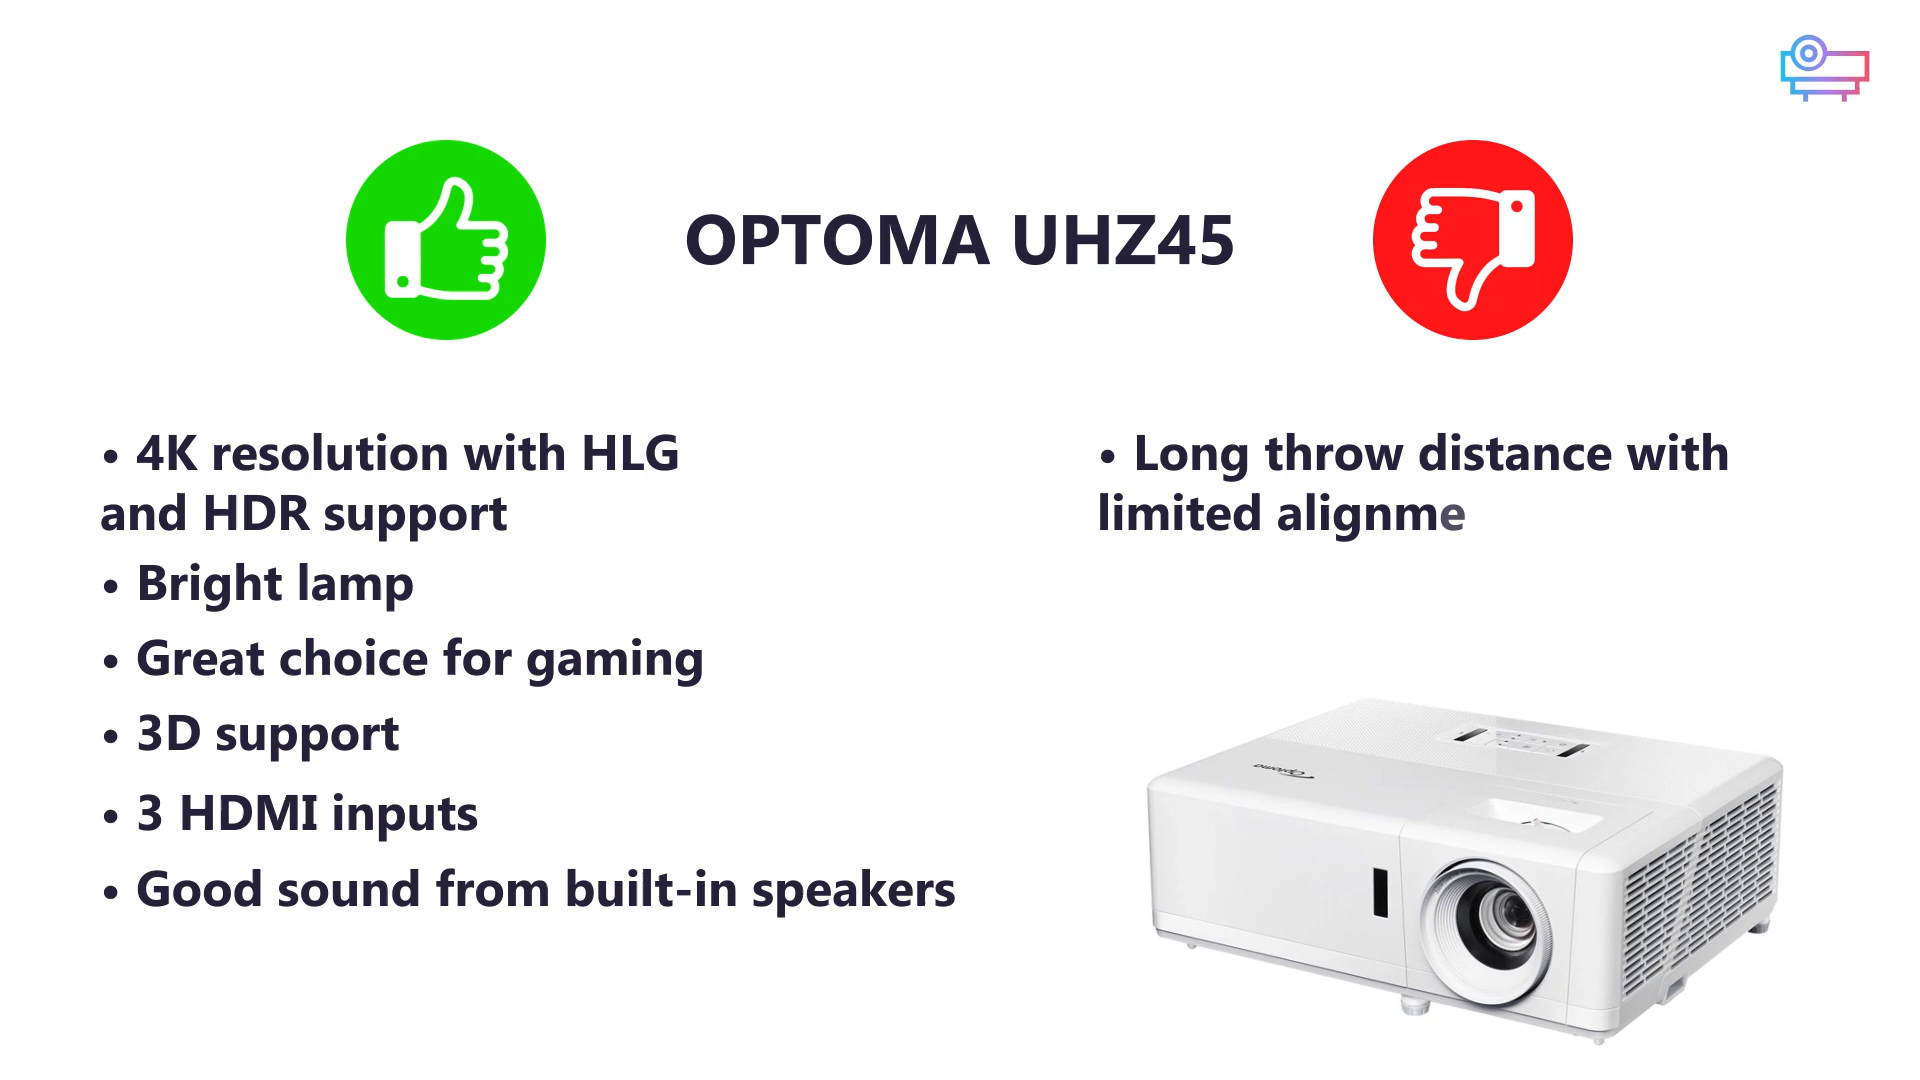 OPTOMA UHZ45
• 4K resolution with HLG
and HDR support
• Bright lamp
• Great choice for gaming
• 3D support
• 3 HDMI inputs
• Good sound from built-in speakers
• Long throw distance with
limited alignme
Optoma